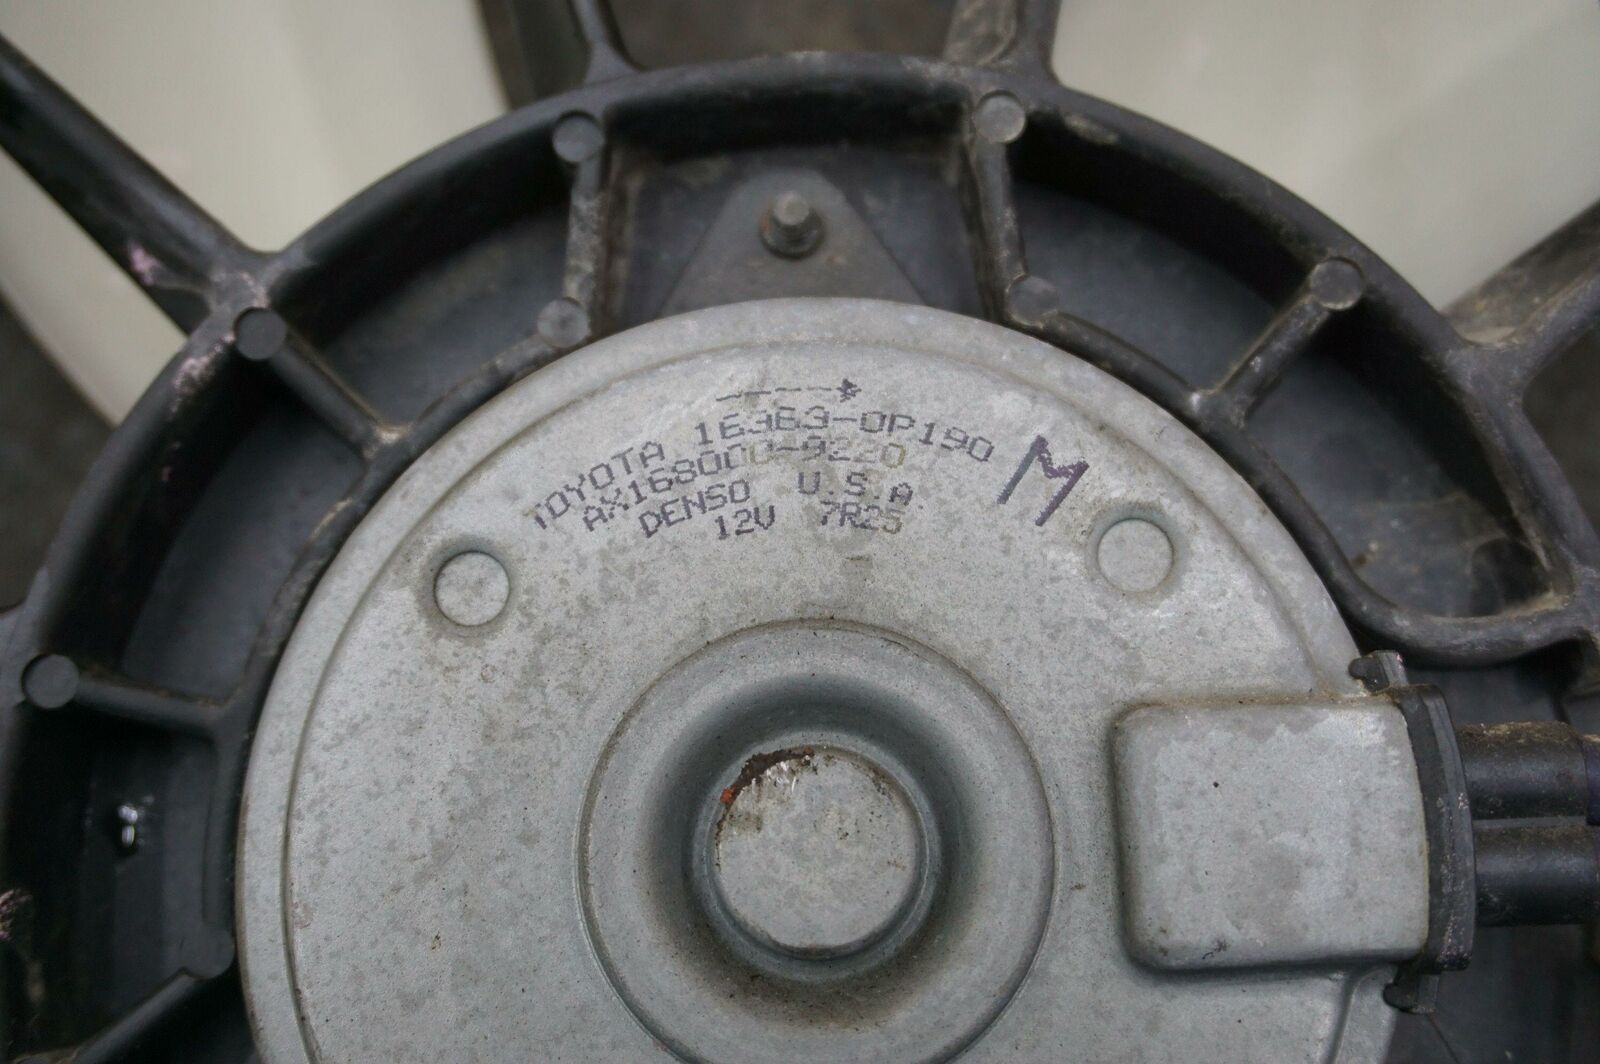 TOYOTA 16363-0P190
AX168000-9220
DENSO U.S.A.
12V 7R25
M